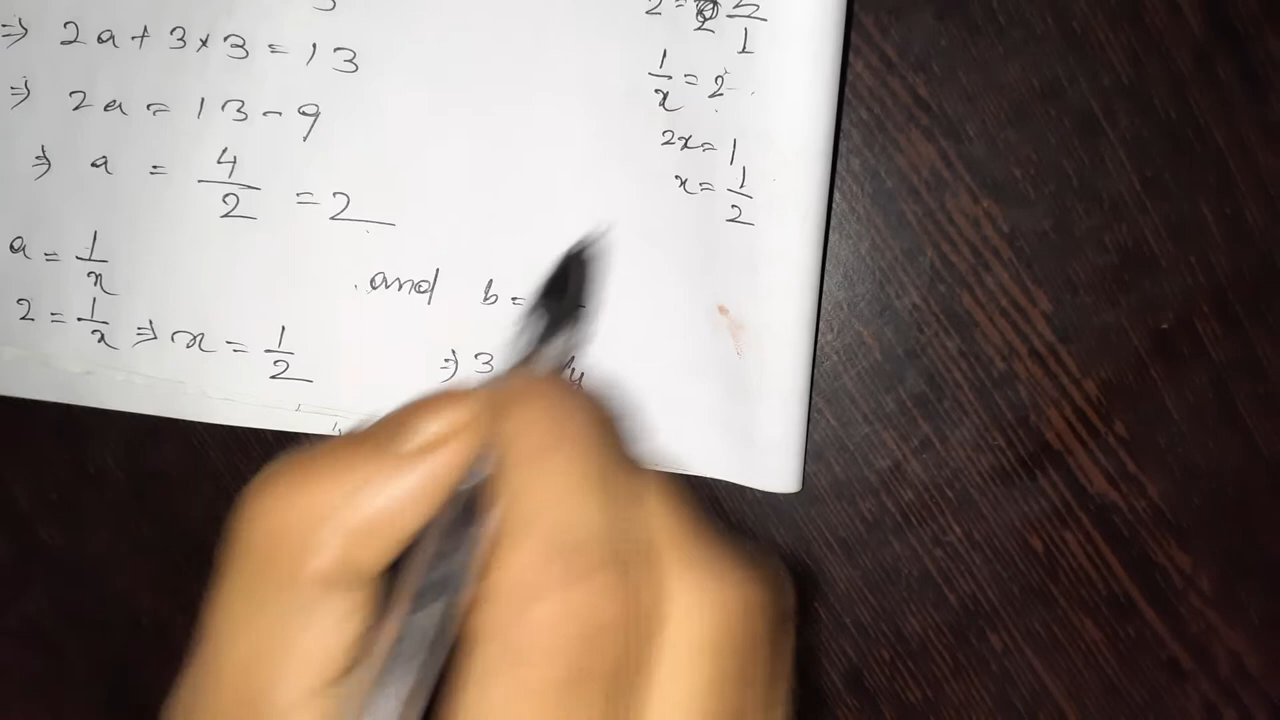 ⇒ 2a + 3 × 3 = 13
⇒ 2a = 13 - 9
⇒ a = 4/2 = 2
a = 1/x and b =
2 = 1/x ⇒ x = 1/2 ⇒ 3
1/x = 2
2x = 1
x = 1/2